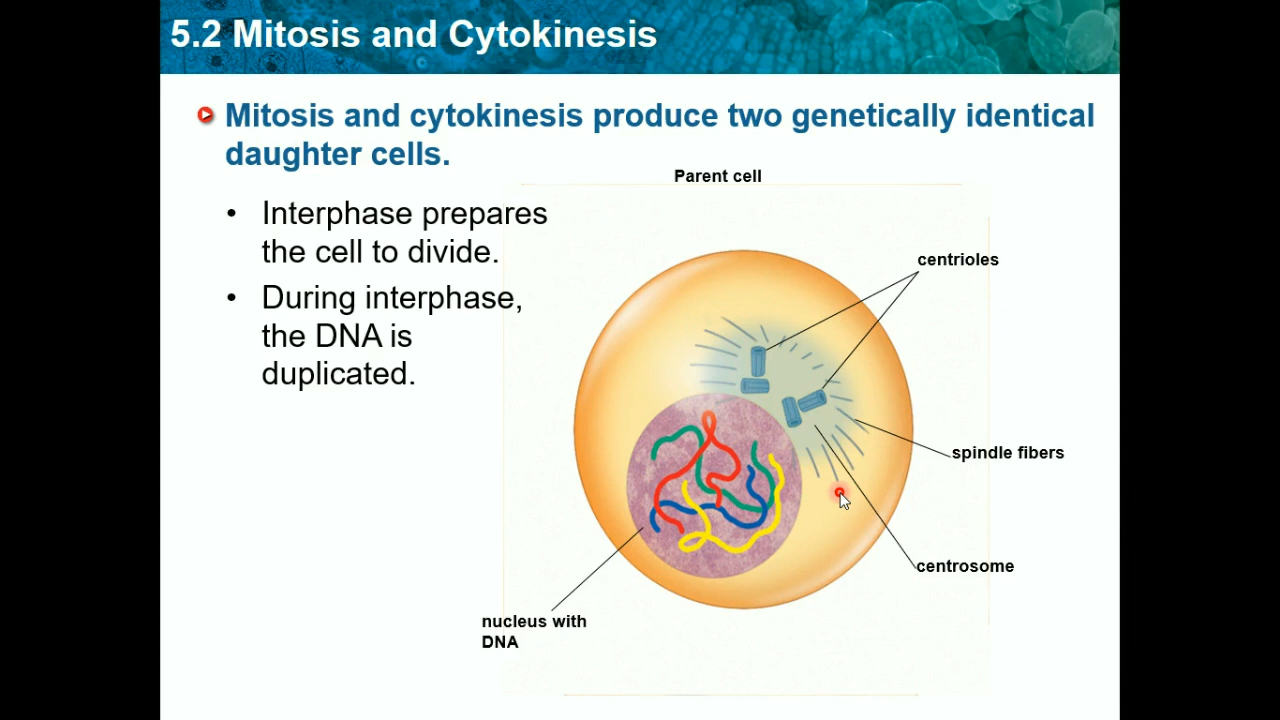 5.2 Mitosis and Cytokinesis
Mitosis and cytokinesis produce two genetically identical
daughter cells.
Parent cell
• Interphase prepares
the cell to divide.
• During interphase,
the DNA is
duplicated.
centrioles
spindle fibers
centrosome
nucleus with
DNA